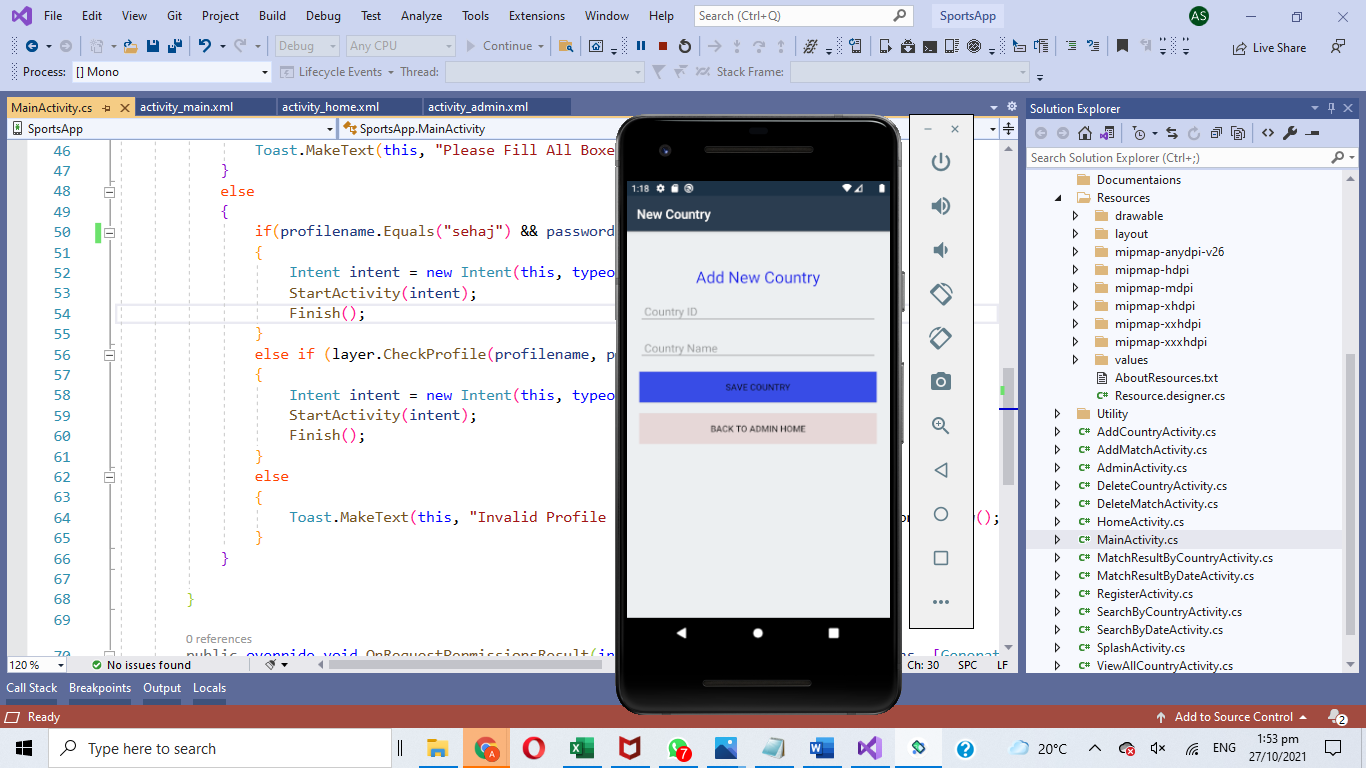 File Edit View Git Project Build Debug Test Analyze Tools Extensions Window Help Search (Ctrl+Q) SportsApp AS
Debug Any CPU Continue Live Share
Process: [] Mono Lifecycle Events Thread: Stack Frame:
MainActivity.cs activity_main.xml activity_home.xml activity_admin.xml
SportsApp SportsApp.MainActivity
46 Toast.MakeText(this, "Please Fill All Boxe
47 }
48 else
49 {
50 if(profilename.Equals("sehaj") && password
51 {
52 Intent intent = new Intent(this, typeo
53 StartActivity(intent);
54 Finish();
55 }
56 else if (layer.CheckProfile(profilename, p
57 {
58 Intent intent = new Intent(this, typeo
59 StartActivity(intent);
60 Finish();
61 }
62 else
63 {
64 Toast.MakeText(this, "Invalid Profile ();
65 }
66 }
67
68 }
69
0 references
70 public override void OnRequestPermissionsResult(in [Generat
120 % No issues found Ch: 30 SPC LF
Call Stack Breakpoints Output Locals
Ready Add to Source Control 2
1:18
New Country
Add New Country
Country ID
Country Name
SAVE COUNTRY
BACK TO ADMIN HOME
Solution Explorer
Search Solution Explorer (Ctrl+;)
Documentaions
Resources
drawable
layout
mipmap-anydpi-v26
mipmap-hdpi
mipmap-mdpi
mipmap-xhdpi
mipmap-xxhdpi
mipmap-xxxhdpi
values
AboutResources.txt
C# Resource.designer.cs
Utility
C# AddCountryActivity.cs
C# AddMatchActivity.cs
C# AdminActivity.cs
C# DeleteCountryActivity.cs
C# DeleteMatchActivity.cs
C# HomeActivity.cs
C# MainActivity.cs
C# MatchResultByCountryActivity.cs
C# MatchResultByDateActivity.cs
C# RegisterActivity.cs
C# SearchByCountryActivity.cs
C# SearchByDateActivity.cs
C# SplashActivity.cs
C# ViewAllCountryActivity.cs
Type here to search A 7 20°C ENG 1:53 pm
27/10/2021